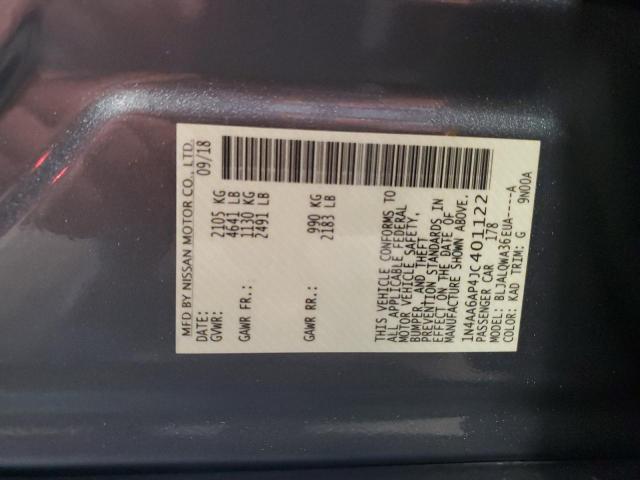 MFD BY NISSAN MOTOR CO., LTD.
DATE: 09/18
GVWR: 2105 KG
4641 LB
GAWR FR.: 1130 KG
2491 LB
GAWR RR.: 990 KG
2183 LB
THIS VEHICLE CONFORMS TO
ALL APPLICABLE FEDERAL
MOTOR VEHICLE SAFETY,
BUMPER, AND THEFT
PREVENTION STANDARDS IN
EFFECT ON THE DATE OF
MANUFACTURE SHOWN ABOVE.
1N4AA6AP4JC401122
PASSENGER CAR 178
MODEL: BLJALQWA36EUA----A
COLOR: KAD TRIM: G 9N00A